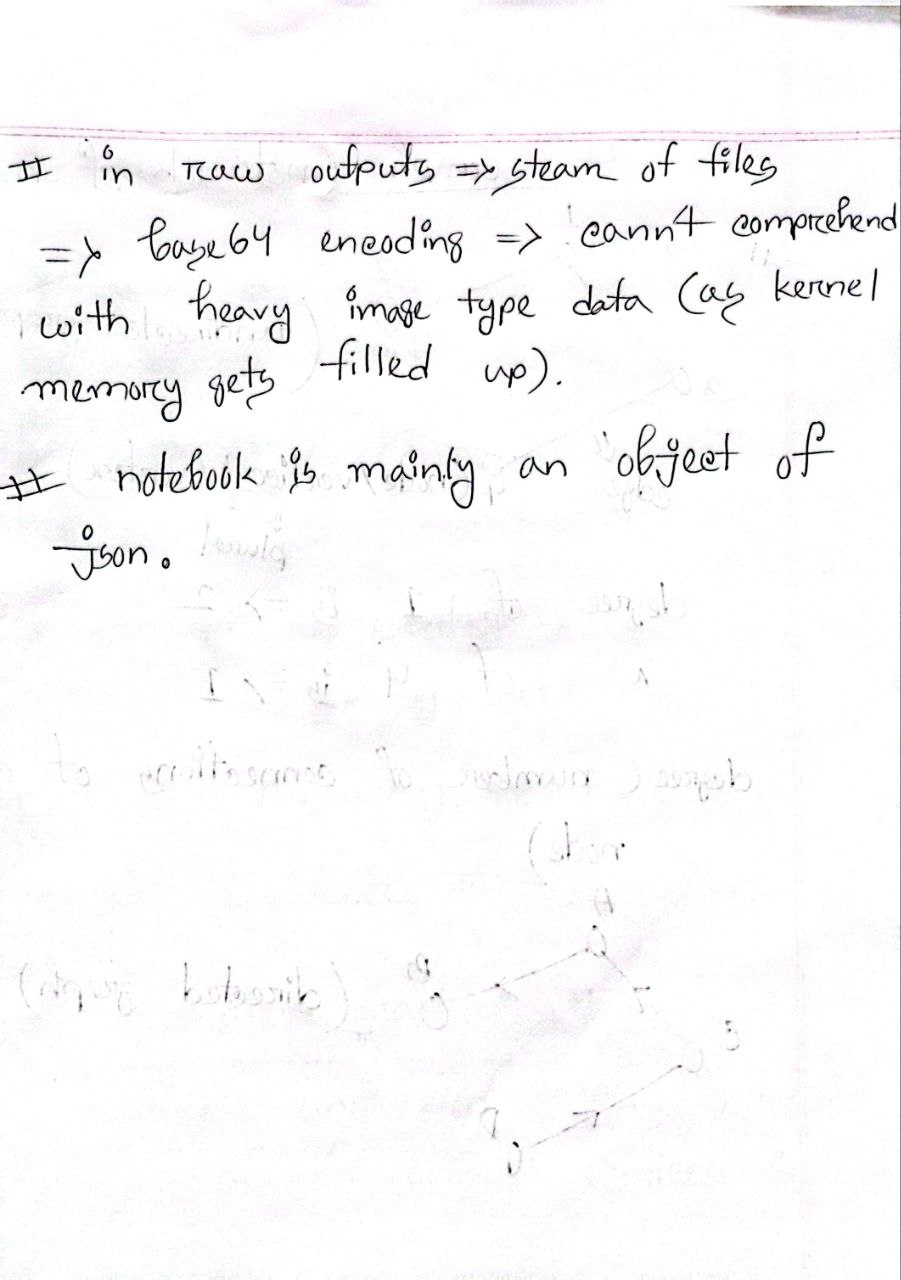 # in raw outputs => steam of files
=> base64 encoding => cann4 comprehend
with heavy image type data (as kernel
memory gets filled up).
# notebook is mainly an object of
json.